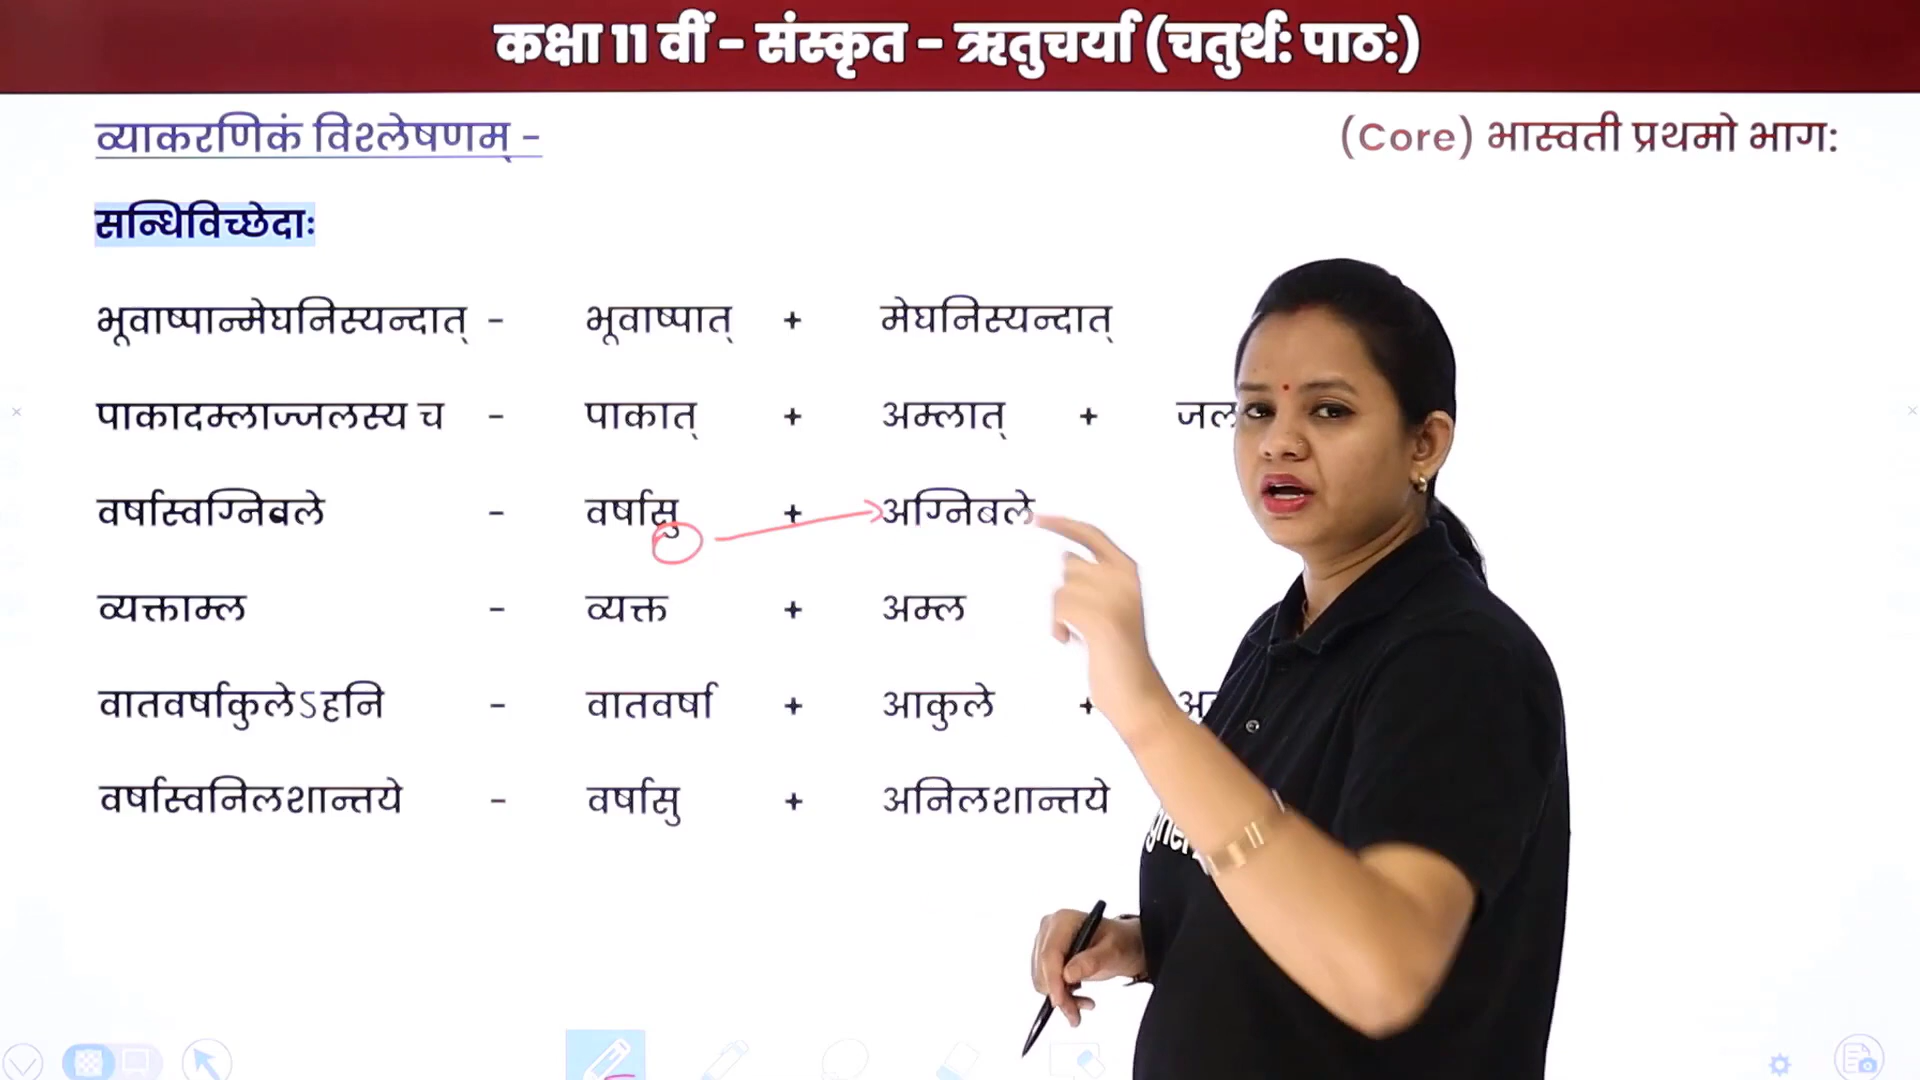 कक्षा 11 वीं - संस्कृत - ऋतुचर्या (चतुर्थ: पाठ:)
व्याकरणिकं विश्लेषणम् -
(Core) भास्वती प्रथमो भाग:
सन्धिविच्छेदाः
भूवाष्पान्मेघनिस्यन्दात् - भूवाष्पात् + मेघनिस्यन्दात्
पाकादम्लाज्जलस्य च - पाकात् + अम्लात् +
वर्षास्वग्निबले - वर्षासु + अग्निबले
व्यक्ताम्ल - व्यक्त + अम्ल
वातवर्षाकुलेऽहनि - वातवर्षा + आकुले +
वर्षास्वनिलशान्तये - वर्षासु + अनिलशान्तये